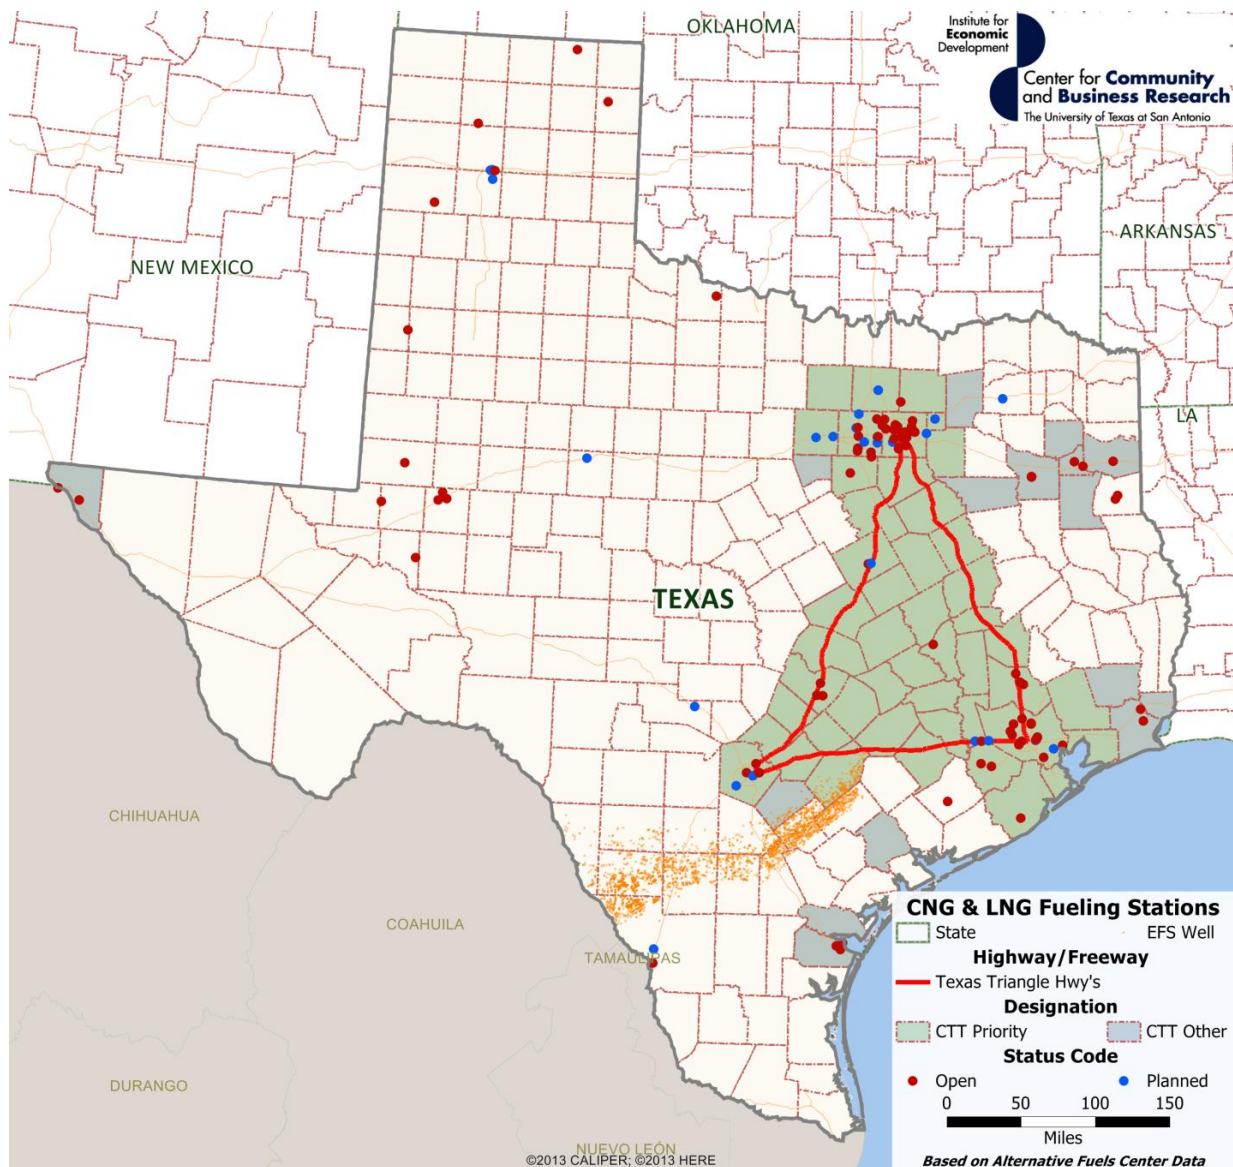 OKLAHOMA
Institute for
Economic
Development
Center for Community
and Business Research
The University of Texas at San Antonio
ARKANSAS
NEW MEXICO
LA
TEXAS
CHIHUAHUA
COAHUILA
TAMAULIPAS
DURANGO
NUEVO LEÓN
©2013 CALIPER; ©2013 HERE
CNG & LNG Fueling Stations
State EFS Well
Highway/Freeway
Texas Triangle Hwy's
Designation
CTT Priority CTT Other
Status Code
Open Planned
0 50 100 150
Miles
Based on Alternative Fuels Center Data